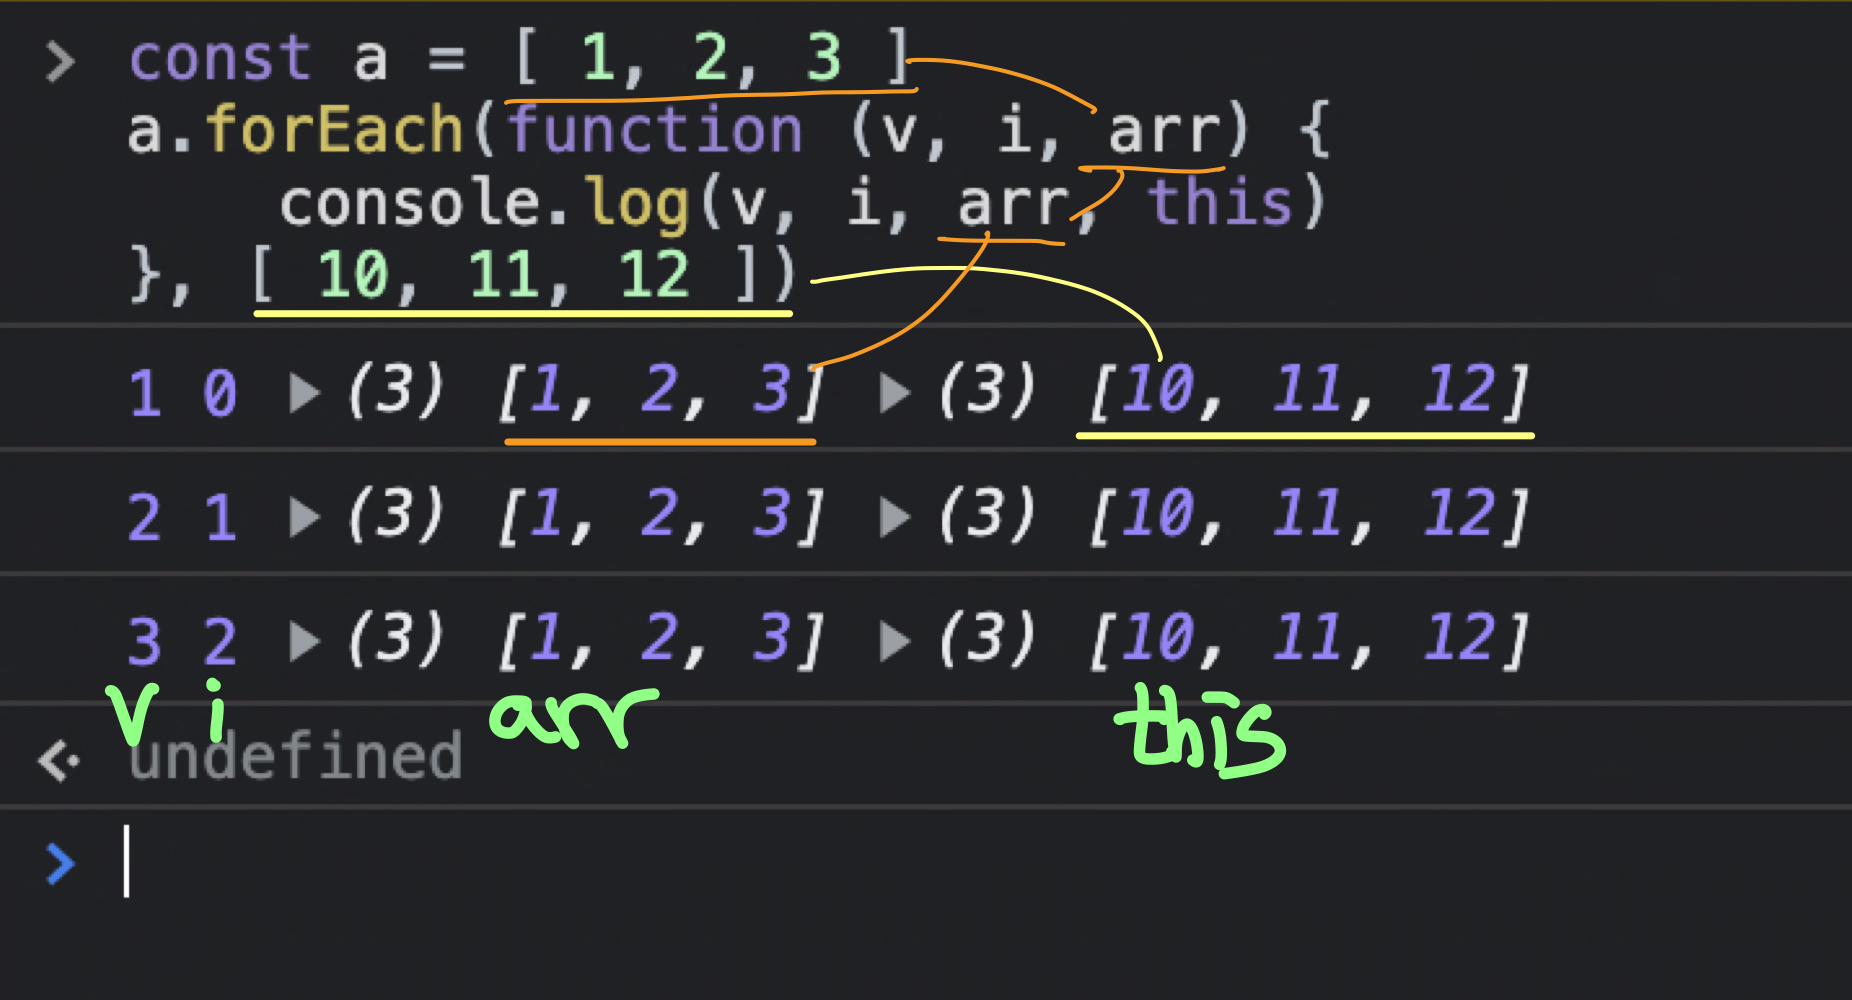 const a = [ 1, 2, 3 ]
a.forEach(function (v, i, arr) {
console.log(v, i, arr, this)
}, [ 10, 11, 12 ])
1 0 ▶ (3) [1, 2, 3] ▶ (3) [10, 11, 12]
2 1 ▶ (3) [1, 2, 3] ▶ (3) [10, 11, 12]
3 2 ▶ (3) [1, 2, 3] ▶ (3) [10, 11, 12]
v i arr this
undefined